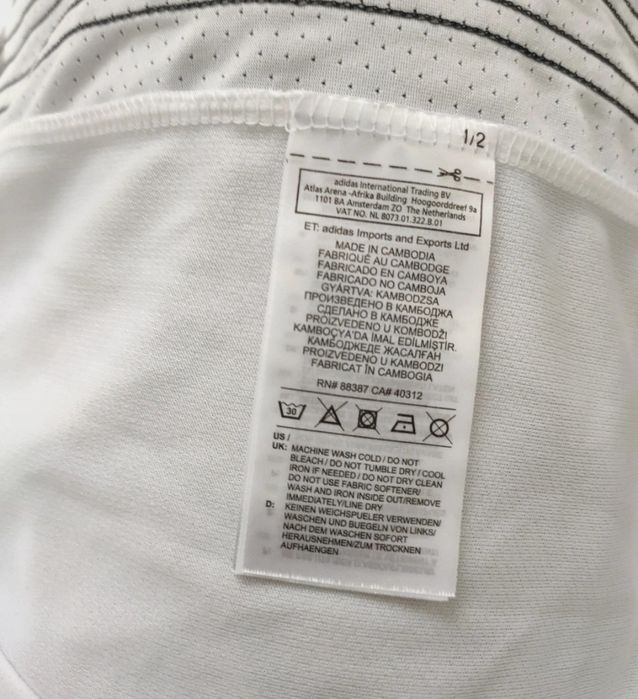 1/2
adidas International Trading BV
Atlas Arena -Afrika Building Hoogoorddreef 9a
1101 BA Amsterdam ZO The Netherlands
VAT NO. NL 8073.01.322.B.01
ET: adidas Imports and Exports Ltd
MADE IN CAMBODIA
FABRIQUÉ AU CAMBODGE
FABRICADO EN CAMBOYA
FABRICADO NO CAMBOJA
GYÁRTVA: KAMBODZSA
ПРОИЗВЕДЕНО В КАМБОДЖА
СДЕЛАНО В КАМБОДЖЕ
PROIZVEDENO U KOMBODŽI
KAMBOÇYA'DA İMAL EDİLMİŞTİR.
КАМБОДЖЕДЕ ЖАСАЛҒАН
PROIZVEDENO U KAMBODZI
FABRICAT ÎN CAMBOGIA
RN# 88387 CA# 40312
30
US /
UK: MACHINE WASH COLD / DO NOT
BLEACH / DO NOT TUMBLE DRY / COOL
IRON IF NEEDED / DO NOT DRY CLEAN
DO NOT USE FABRIC SOFTENER/
WASH AND IRON INSIDE OUT/REMOVE
IMMEDIATELY/LINE DRY
D: KEINEN WEICHSPUELER VERWENDEN/
WASCHEN UND BUEGELN VON LINKS/
NACH DEM WASCHEN SOFORT
HERAUSNEHMEN/ZUM TROCKNEN
AUFHAENGEN